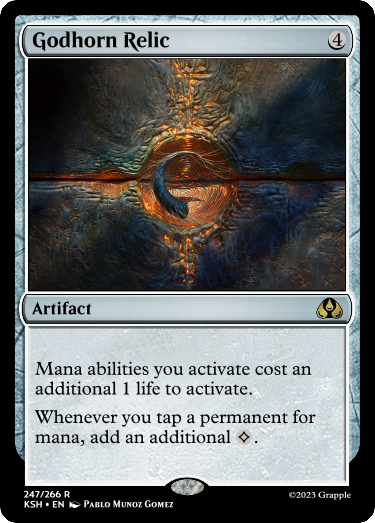 Godhorn Relic 4
Artifact
Mana abilities you activate cost an
additional 1 life to activate.
Whenever you tap a permanent for
mana, add an additional .
247/266 R
KSH • EN Pablo Munoz Gomez
©2023 Grapple